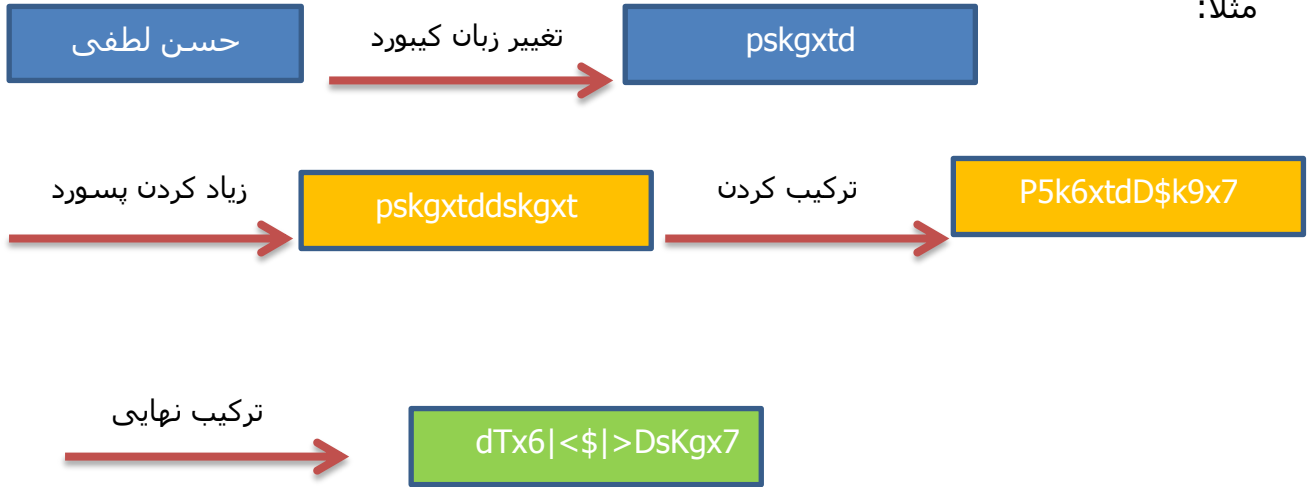 مثلا:
حسن لطفی
تغییر زبان کیبورد
pskgxtd
زیاد کردن پسورد
pskgxtddskgxt
ترکیب کردن
P5k6xtdD$k9x7
ترکیب نهایی
dTx6|<$|>DsKgx7